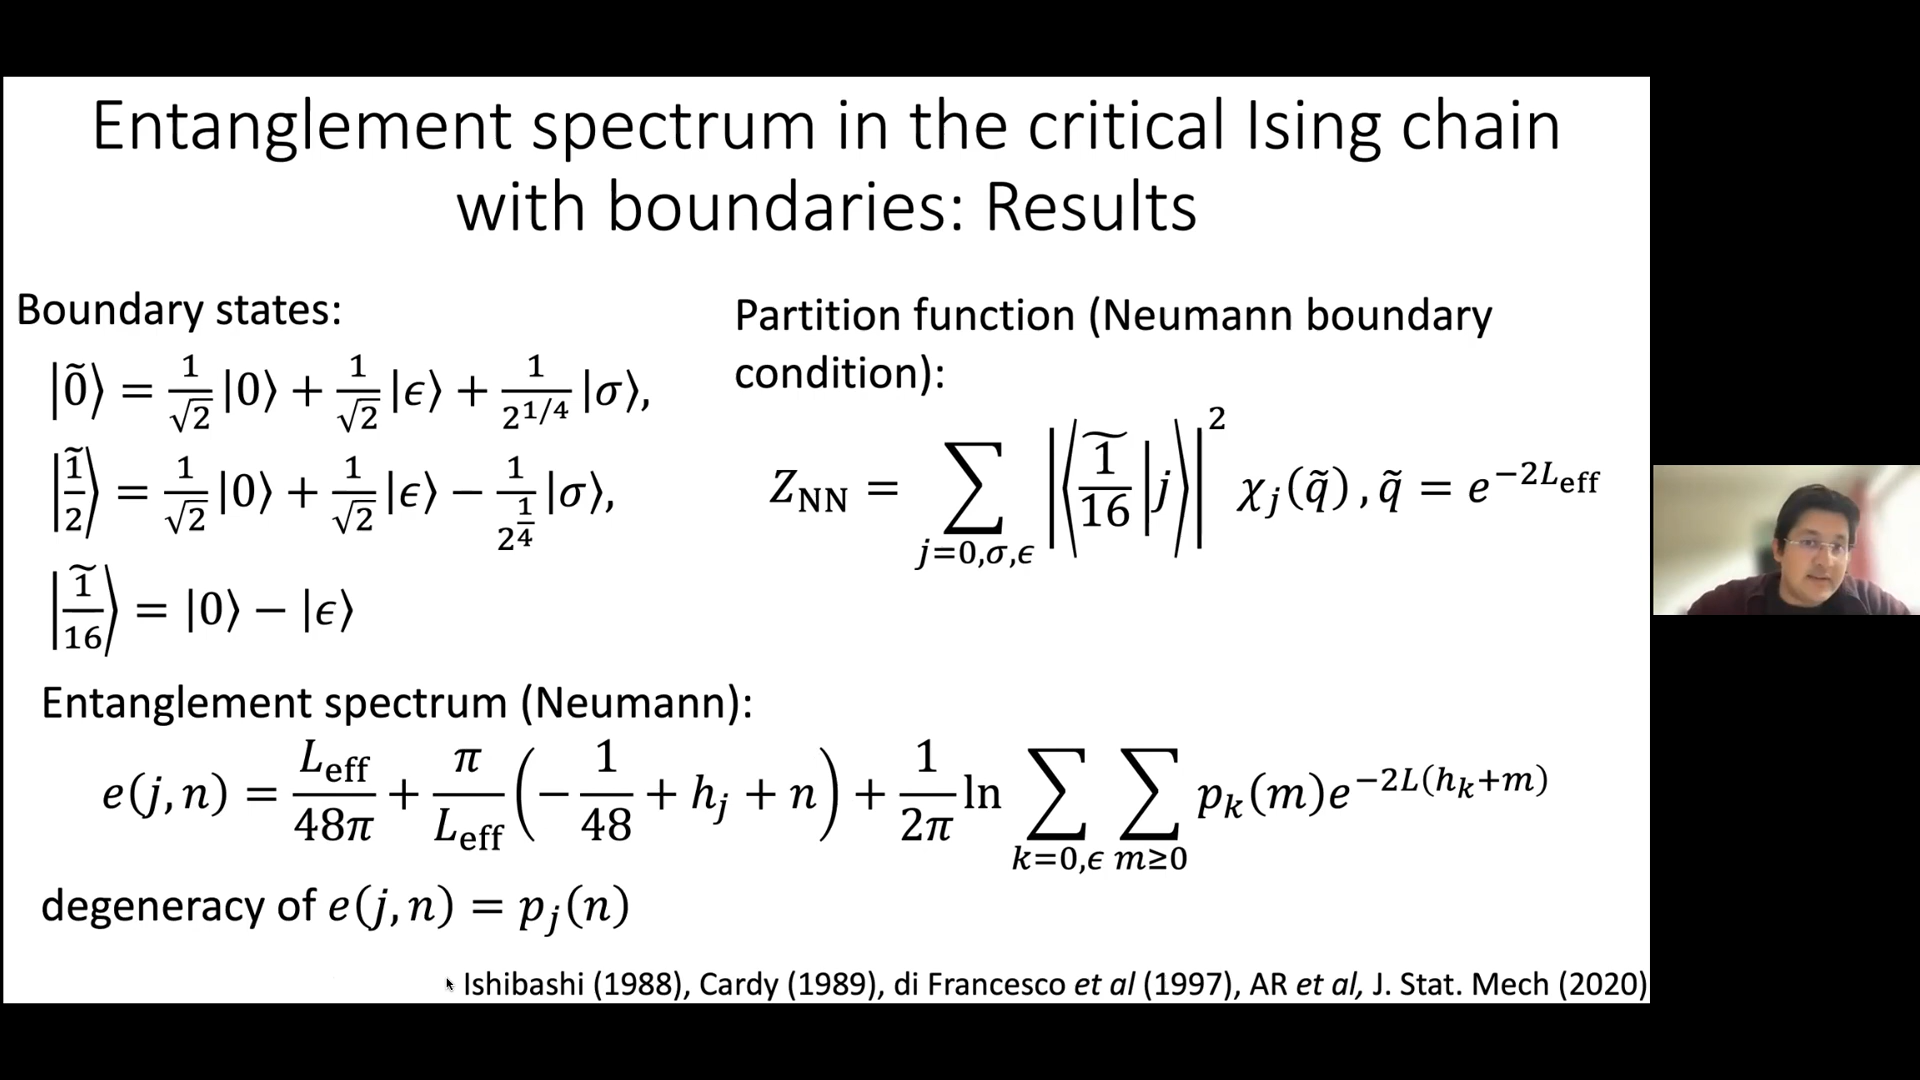 Entanglement spectrum in the critical Ising chain
with boundaries: Results
Boundary states:
|0̃⟩ = 1/√2 |0⟩ + 1/√2 |ϵ⟩ + 1/2^{1/4} |σ⟩,
|1̃/2⟩ = 1/√2 |0⟩ + 1/√2 |ϵ⟩ − 1/2^{1/4} |σ⟩,
|1̃/16⟩ = |0⟩ − |ϵ⟩
Partition function (Neumann boundary
condition):
Z_NN = ∑_{j=0,σ,ϵ} |⟨1̃/16|j⟩|² χ_j(q̃), q̃ = e^{−2L_eff}
Entanglement spectrum (Neumann):
e(j, n) = L_eff/48π + π/L_eff (−1/48 + h_j + n) + 1/2π ln ∑_{k=0,ϵ} ∑_{m≥0} p_k(m)e^{−2L(h_k+m)}
degeneracy of e(j, n) = p_j(n)
Ishibashi (1988), Cardy (1989), di Francesco et al (1997), AR et al, J. Stat. Mech (2020)